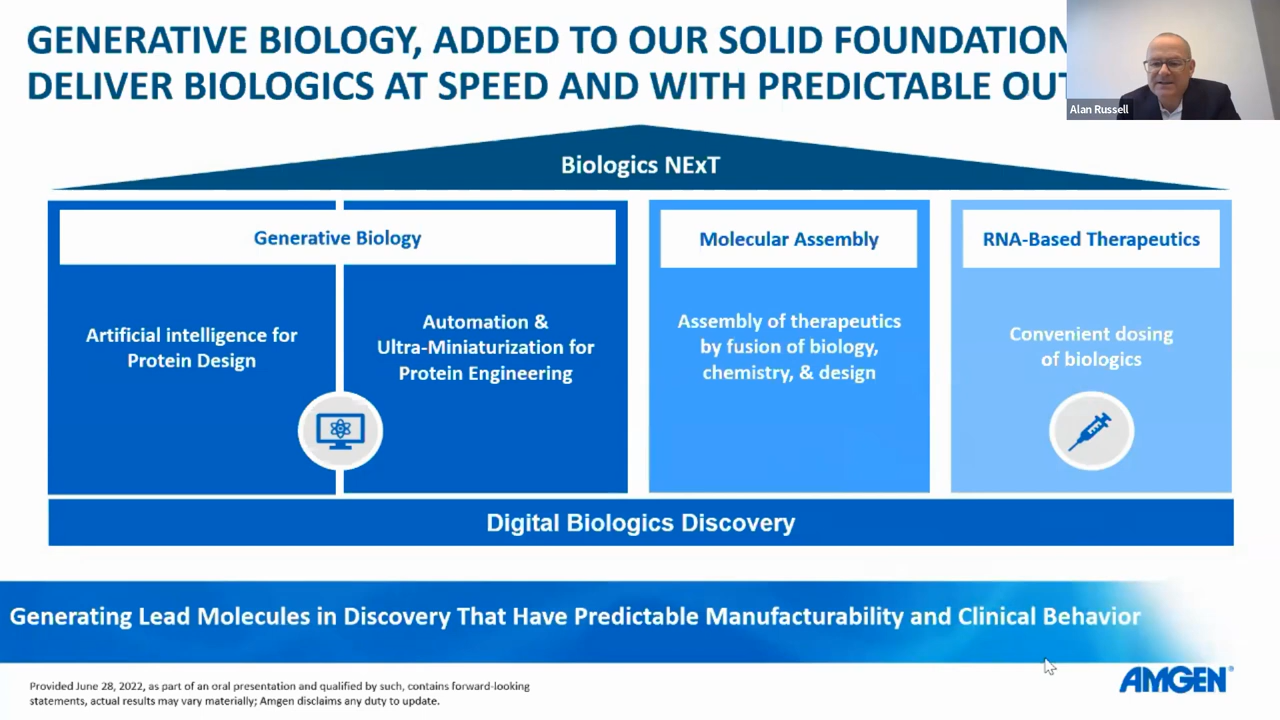 GENERATIVE BIOLOGY, ADDED TO OUR SOLID FOUNDATION
DELIVER BIOLOGICS AT SPEED AND WITH PREDICTABLE
Alan Russell
Biologics NExT
Generative Biology
Artificial intelligence for
Protein Design
Automation &
Ultra-Miniaturization for
Protein Engineering
Molecular Assembly
Assembly of therapeutics
by fusion of biology,
chemistry, & design
RNA-Based Therapeutics
Convenient dosing
of biologics
Digital Biologics Discovery
Generating Lead Molecules in Discovery That Have Predictable Manufacturability and Clinical Behavior
Provided June 28, 2022, as part of an oral presentation and qualified by such, contains forward-looking
statements, actual results may vary materially; Amgen disclaims any duty to update.
AMGEN®